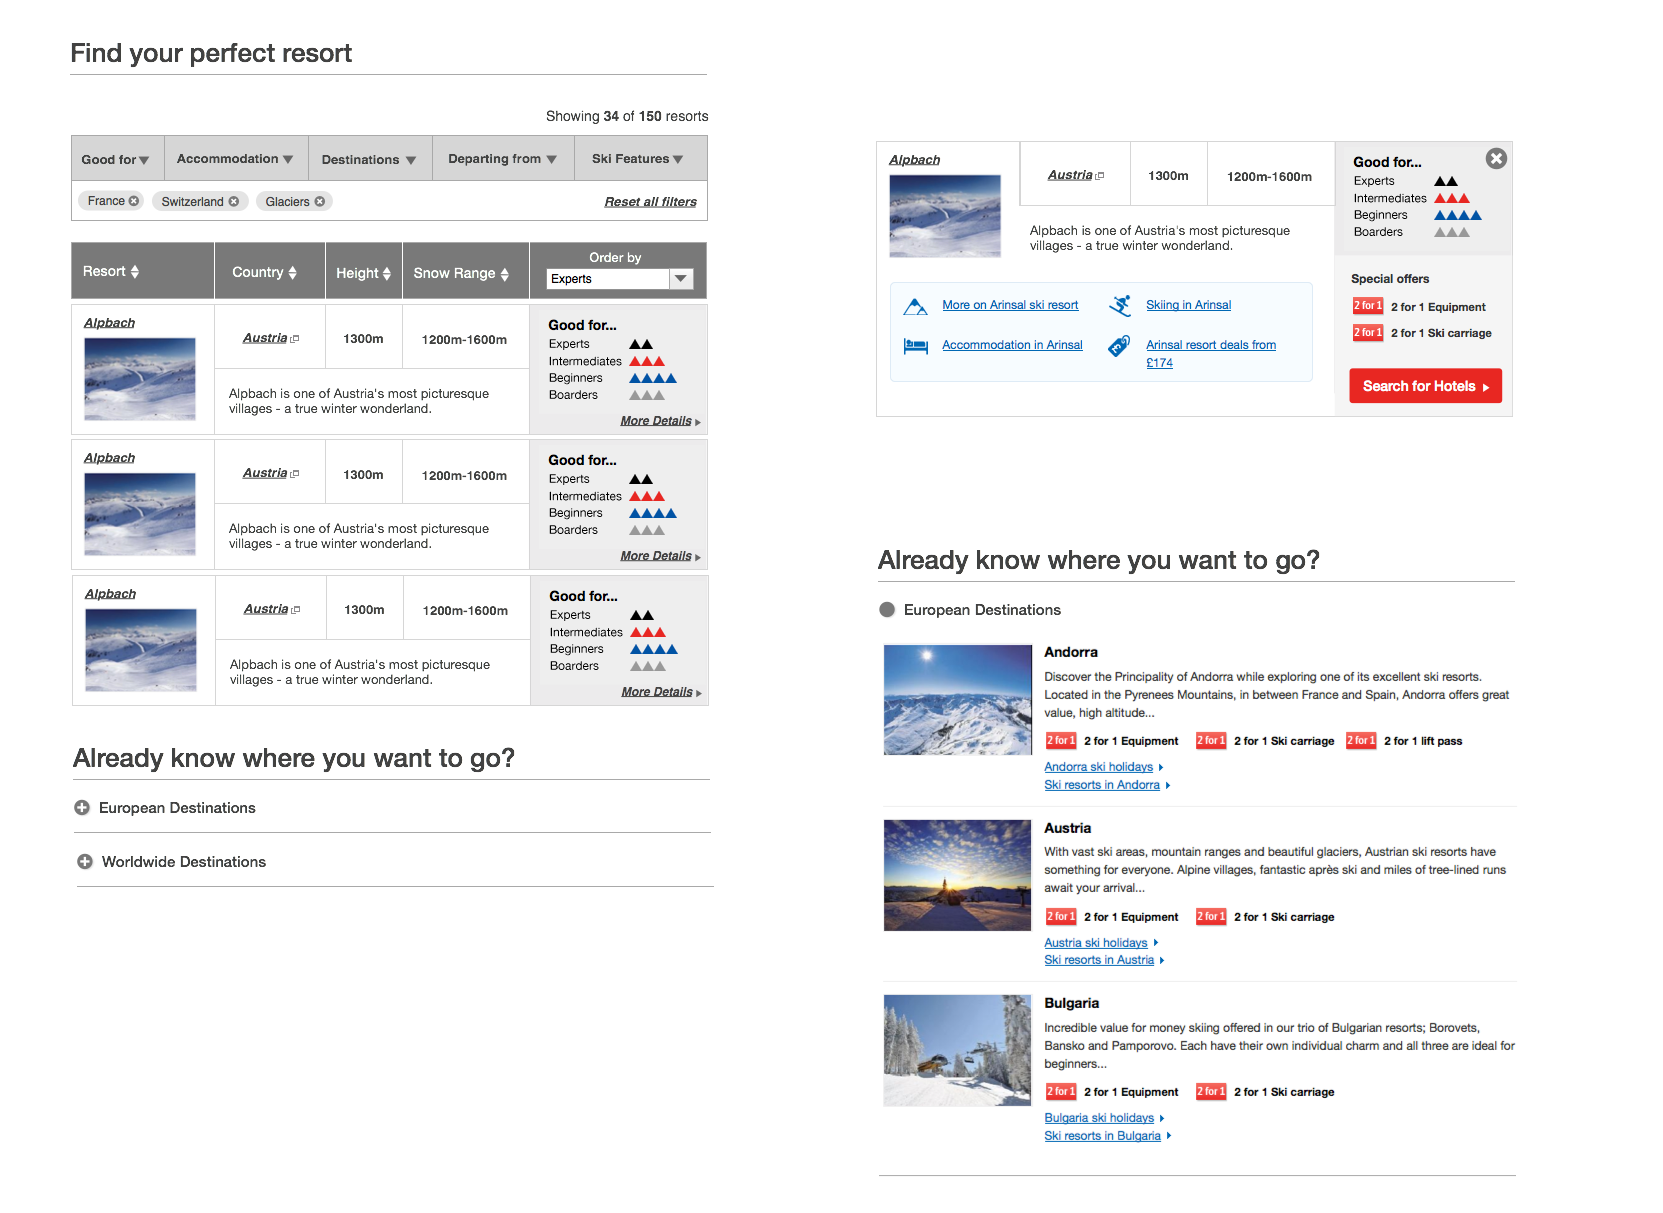 Find your perfect resort
Showing 34 of 150 resorts
Good for
Accommodation
Destinations
Departing from
Ski Features
France
Switzerland
Glaciers
Reset all filters
Resort
Country
Height
Snow Range
Order by
Experts
Alpbach
Austria
1300m
1200m-1600m
Alpbach is one of Austria's most picturesque
villages - a true winter wonderland.
Good for...
Experts
Intermediates
Beginners
Boarders
More Details
Alpbach
Austria
1300m
1200m-1600m
Alpbach is one of Austria's most picturesque
villages - a true winter wonderland.
Good for...
Experts
Intermediates
Beginners
Boarders
More Details
Alpbach
Austria
1300m
1200m-1600m
Alpbach is one of Austria's most picturesque
villages - a true winter wonderland.
Good for...
Experts
Intermediates
Beginners
Boarders
More Details
Already know where you want to go?
European Destinations
Worldwide Destinations
Alpbach
Austria
1300m
1200m-1600m
Alpbach is one of Austria's most picturesque
villages - a true winter wonderland.
More on Arinsal ski resort
Skiing in Arinsal
Accommodation in Arinsal
Arinsal resort deals from
£174
Good for...
Experts
Intermediates
Beginners
Boarders
Special offers
2 for 1 2 for 1 Equipment
2 for 1 2 for 1 Ski carriage
Search for Hotels
Already know where you want to go?
European Destinations
Andorra
Discover the Principality of Andorra while exploring one of its excellent ski resorts.
Located in the Pyrenees Mountains, in between France and Spain, Andorra offers great
value, high altitude...
2 for 1 2 for 1 Equipment 2 for 1 2 for 1 Ski carriage 2 for 1 2 for 1 lift pass
Andorra ski holidays
Ski resorts in Andorra
Austria
With vast ski areas, mountain ranges and beautiful glaciers, Austrian ski resorts have
something for everyone. Alpine villages, fantastic après ski and miles of tree-lined runs
await your arrival...
2 for 1 2 for 1 Equipment 2 for 1 2 for 1 Ski carriage
Austria ski holidays
Ski resorts in Austria
Bulgaria
Incredible value for money skiing offered in our trio of Bulgarian resorts; Borovets,
Bansko and Pamporovo. Each have their own individual charm and all three are ideal for
beginners...
2 for 1 2 for 1 Equipment 2 for 1 2 for 1 Ski carriage
Bulgaria ski holidays
Ski resorts in Bulgaria